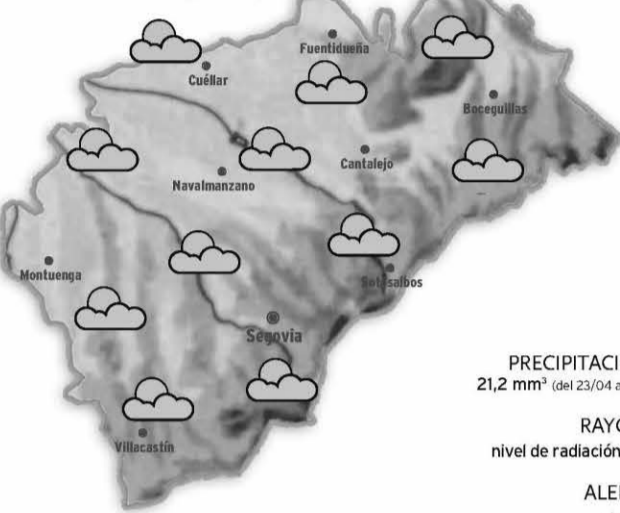 Fuentidueña
Cuéllar
Boceguillas
Cantalejo
Navalmanzano
Montuenga
Sotosalbos
Segovia
PRECIPITACI
21,2 mm³ (del 23/04 a
Villacastín
RAYO
nivel de radiación
ALE